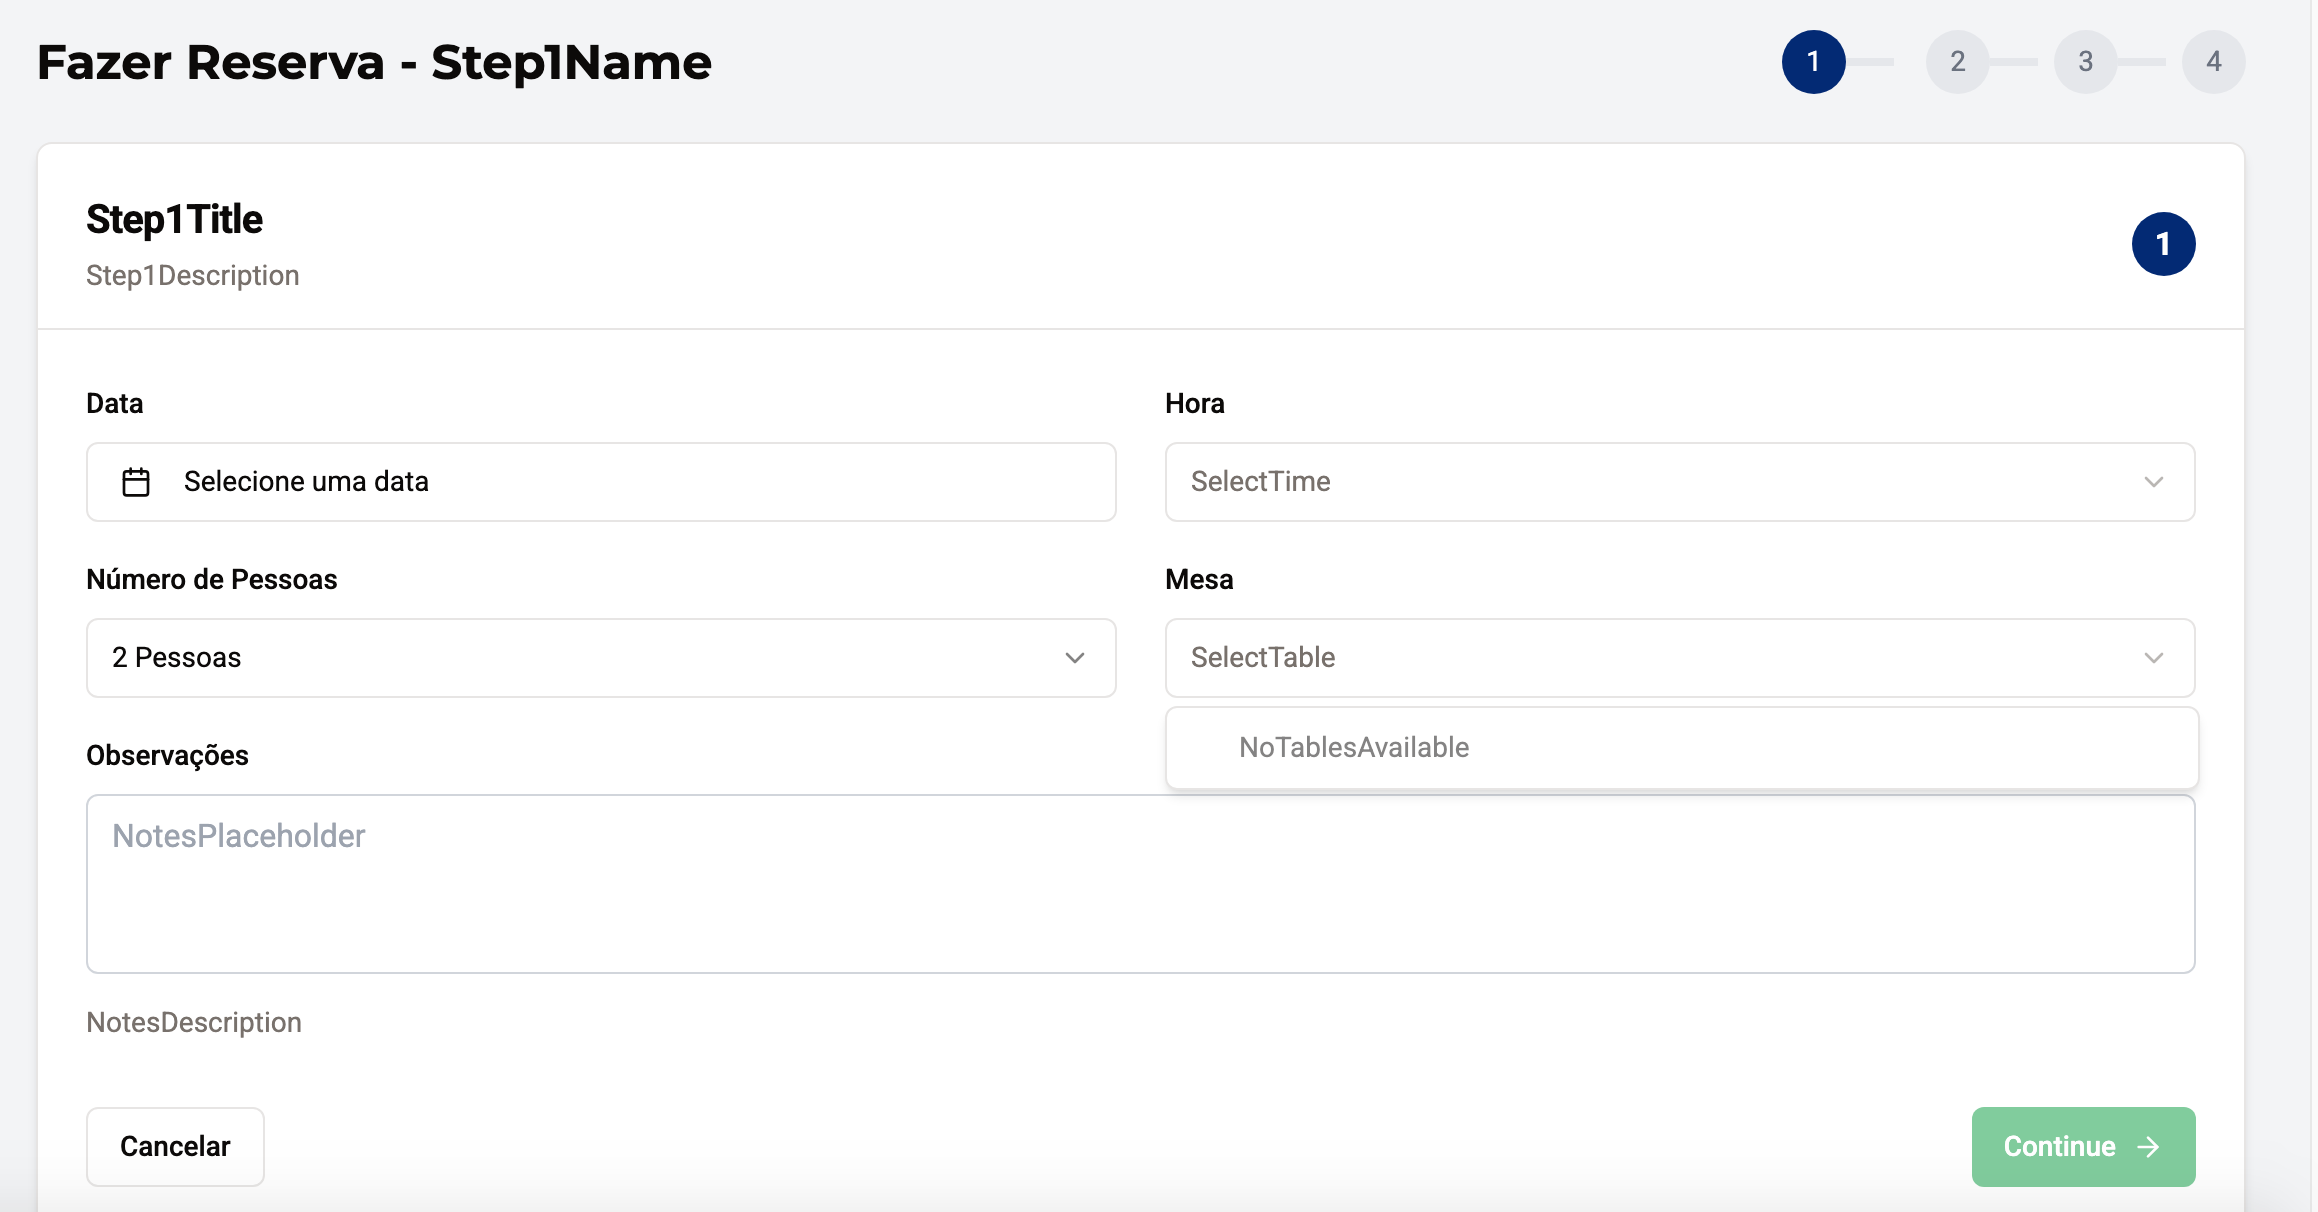 Fazer Reserva - Step1Name
1 2 3 4
Step1Title
Step1Description
1
Data
Selecione uma data
Hora
SelectTime
Número de Pessoas
2 Pessoas
Mesa
SelectTable
NoTablesAvailable
Observações
NotesPlaceholder
NotesDescription
Cancelar
Continue